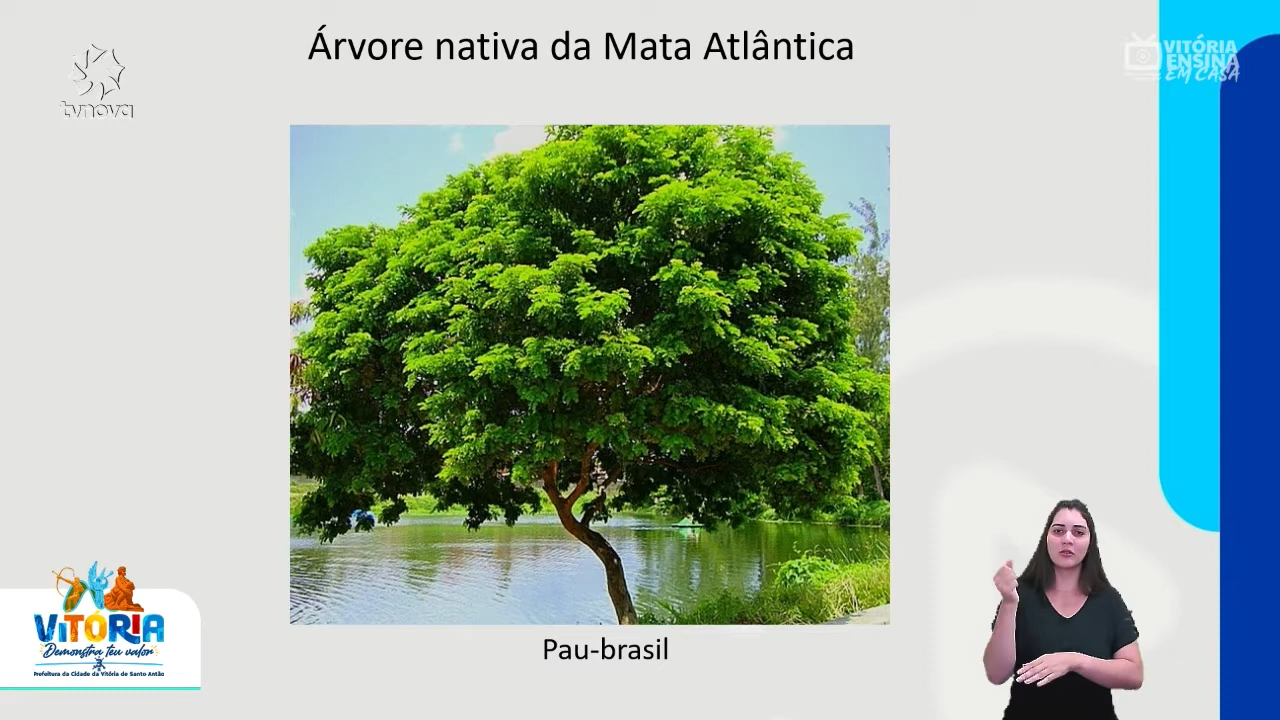 Árvore nativa da Mata Atlântica
tvnova
VITÓRIA
ENSINA
EM CASA
Pau-brasil
VITÓRIA
Demonstra teu valor
Prefeitura da Cidade da Vitória de Santo Antão